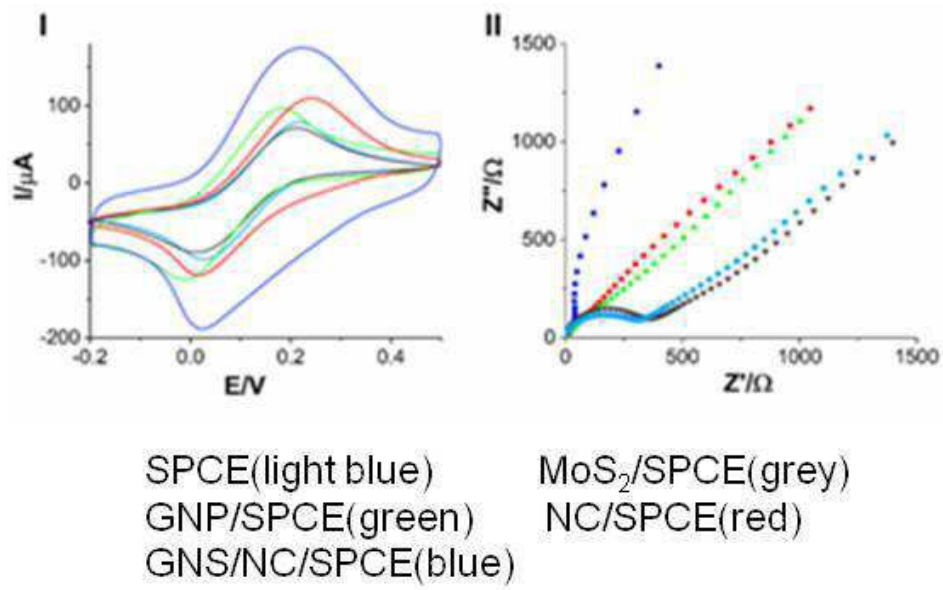 I
II
I/μA
100
0
-100
-200
-0.2 0.0 0.2 0.4
E/V
Z''/Ω
1500
1000
500
0
0 500 1000 1500
Z'/Ω
SPCE(light blue) MoS₂/SPCE(grey)
GNP/SPCE(green) NC/SPCE(red)
GNS/NC/SPCE(blue)